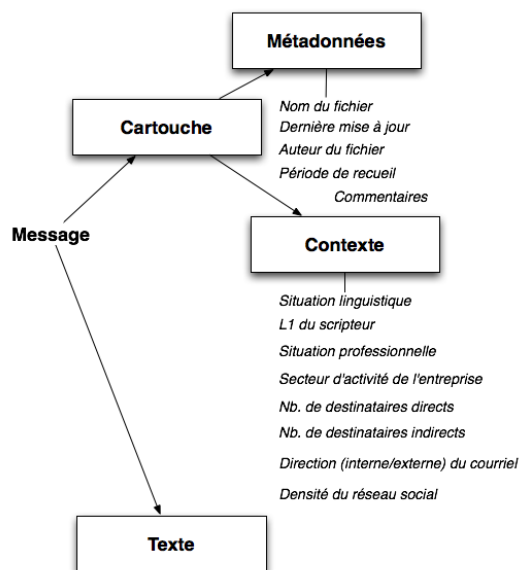 Métadonnées
Nom du fichier
Dernière mise à jour
Auteur du fichier
Période de recueil
Commentaires
Cartouche
Message
Contexte
Situation linguistique
L1 du scripteur
Situation professionnelle
Secteur d'activité de l'entreprise
Nb. de destinataires directs
Nb. de destinataires indirects
Direction (interne/externe) du courriel
Densité du réseau social
Texte